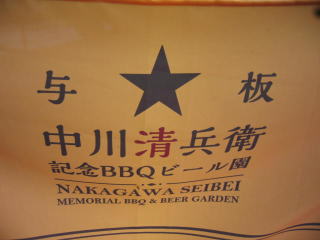 与 ★ 板
中川清兵衛
記念BBQビール園
NAKAGAWA SEIBEI
MEMORIAL BBQ & BEER GARDEN